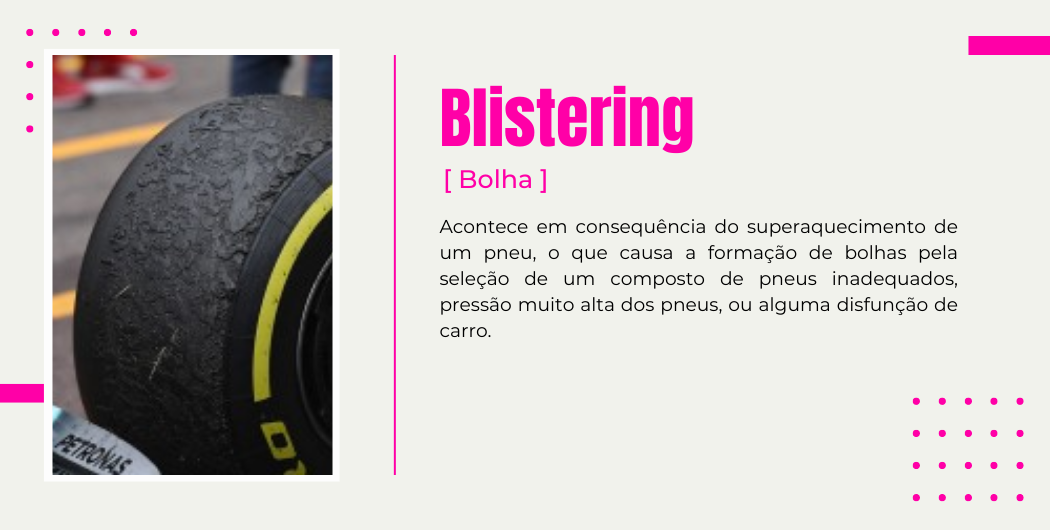 Blistering
[ Bolha ]
Acontece em consequência do superaquecimento de
um pneu, o que causa a formação de bolhas pela
seleção de um composto de pneus inadequados,
pressão muito alta dos pneus, ou alguma disfunção de
carro.
PETRONAS